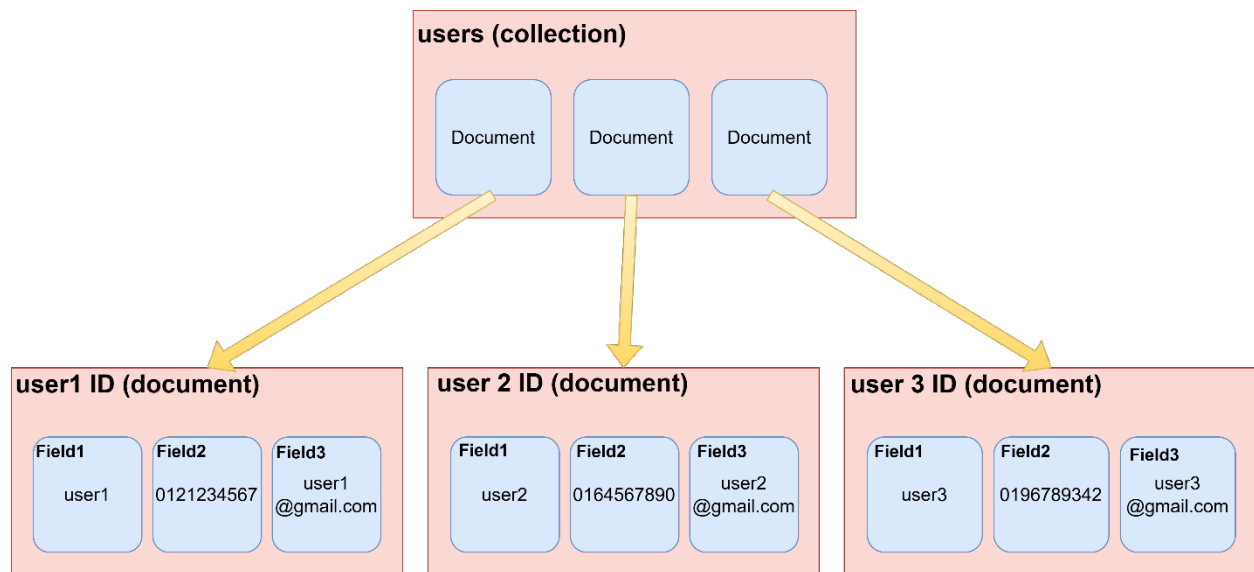 users (collection)
Document
Document
Document
user1 ID (document)
Field1
user1
Field2
0121234567
Field3
user1
@gmail.com
user 2 ID (document)
Field1
user2
Field2
0164567890
Field3
user2
@gmail.com
user 3 ID (document)
Field1
user3
Field2
0196789342
Field3
user3
@gmail.com